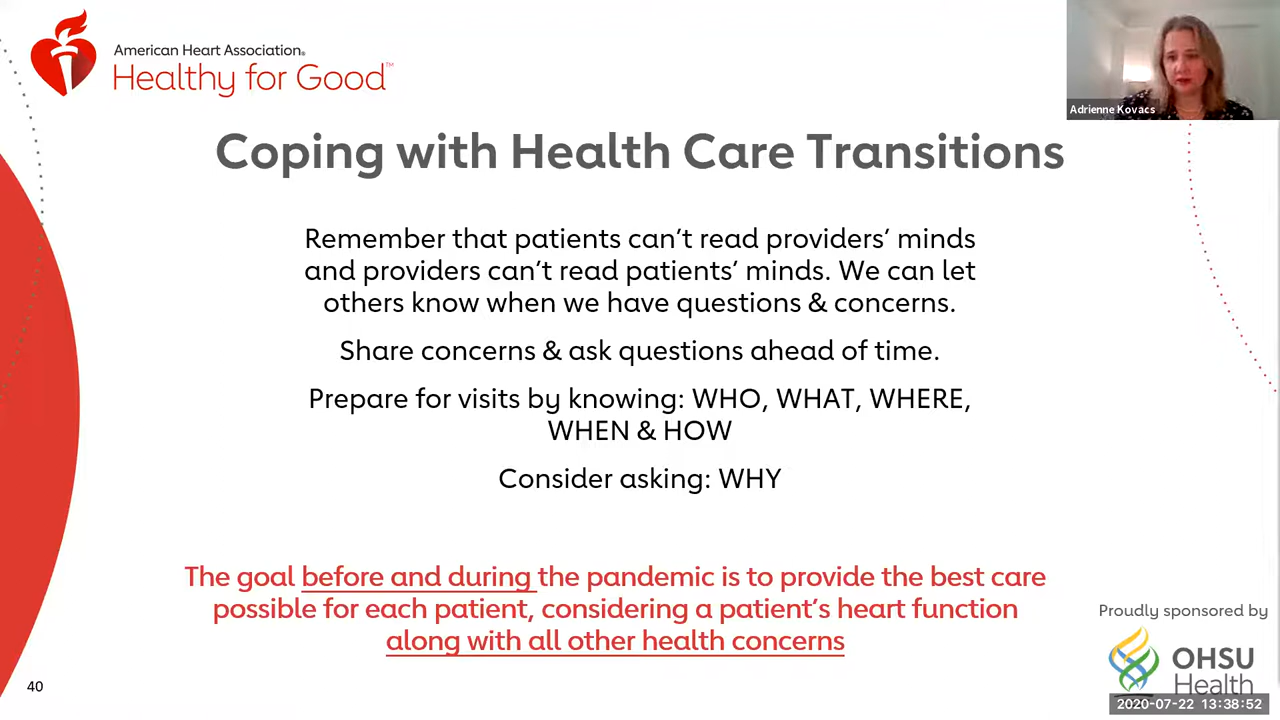 American Heart Association®
Healthy for Good™
Adrienne Kovacs
Coping with Health Care Transitions
Remember that patients can't read providers' minds
and providers can't read patients' minds. We can let
others know when we have questions & concerns.
Share concerns & ask questions ahead of time.
Prepare for visits by knowing: WHO, WHAT, WHERE,
WHEN & HOW
Consider asking: WHY
The goal before and during the pandemic is to provide the best care
possible for each patient, considering a patient's heart function
along with all other health concerns
Proudly sponsored by
OHSU
Health
40
2020-07-22 13:38:52